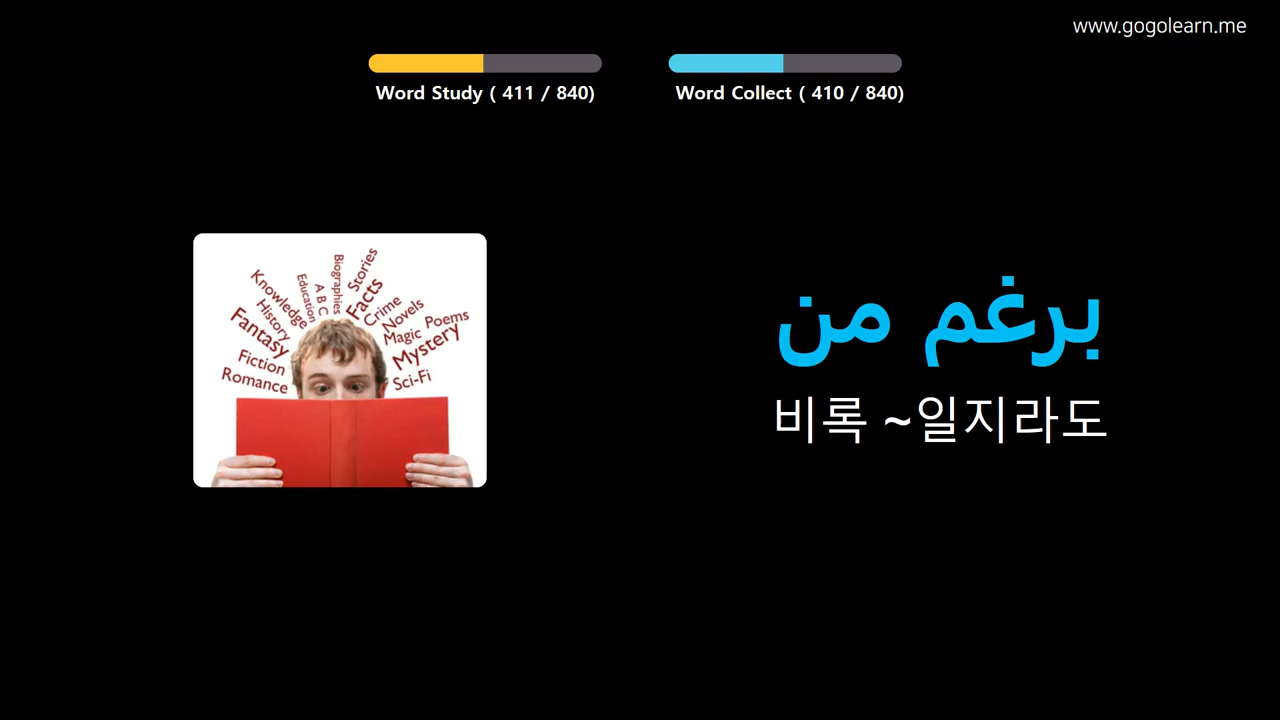 www.gogolearn.me
Word Study ( 411 / 840)
Word Collect ( 410 / 840)
Knowledge
History
Fantasy
Fiction
Romance
Education
A B C
Biographies
Stories
Facts
Crime
Novels
Magic
Poems
Mystery
Sci-Fi
برغم من
비록 ~일지라도